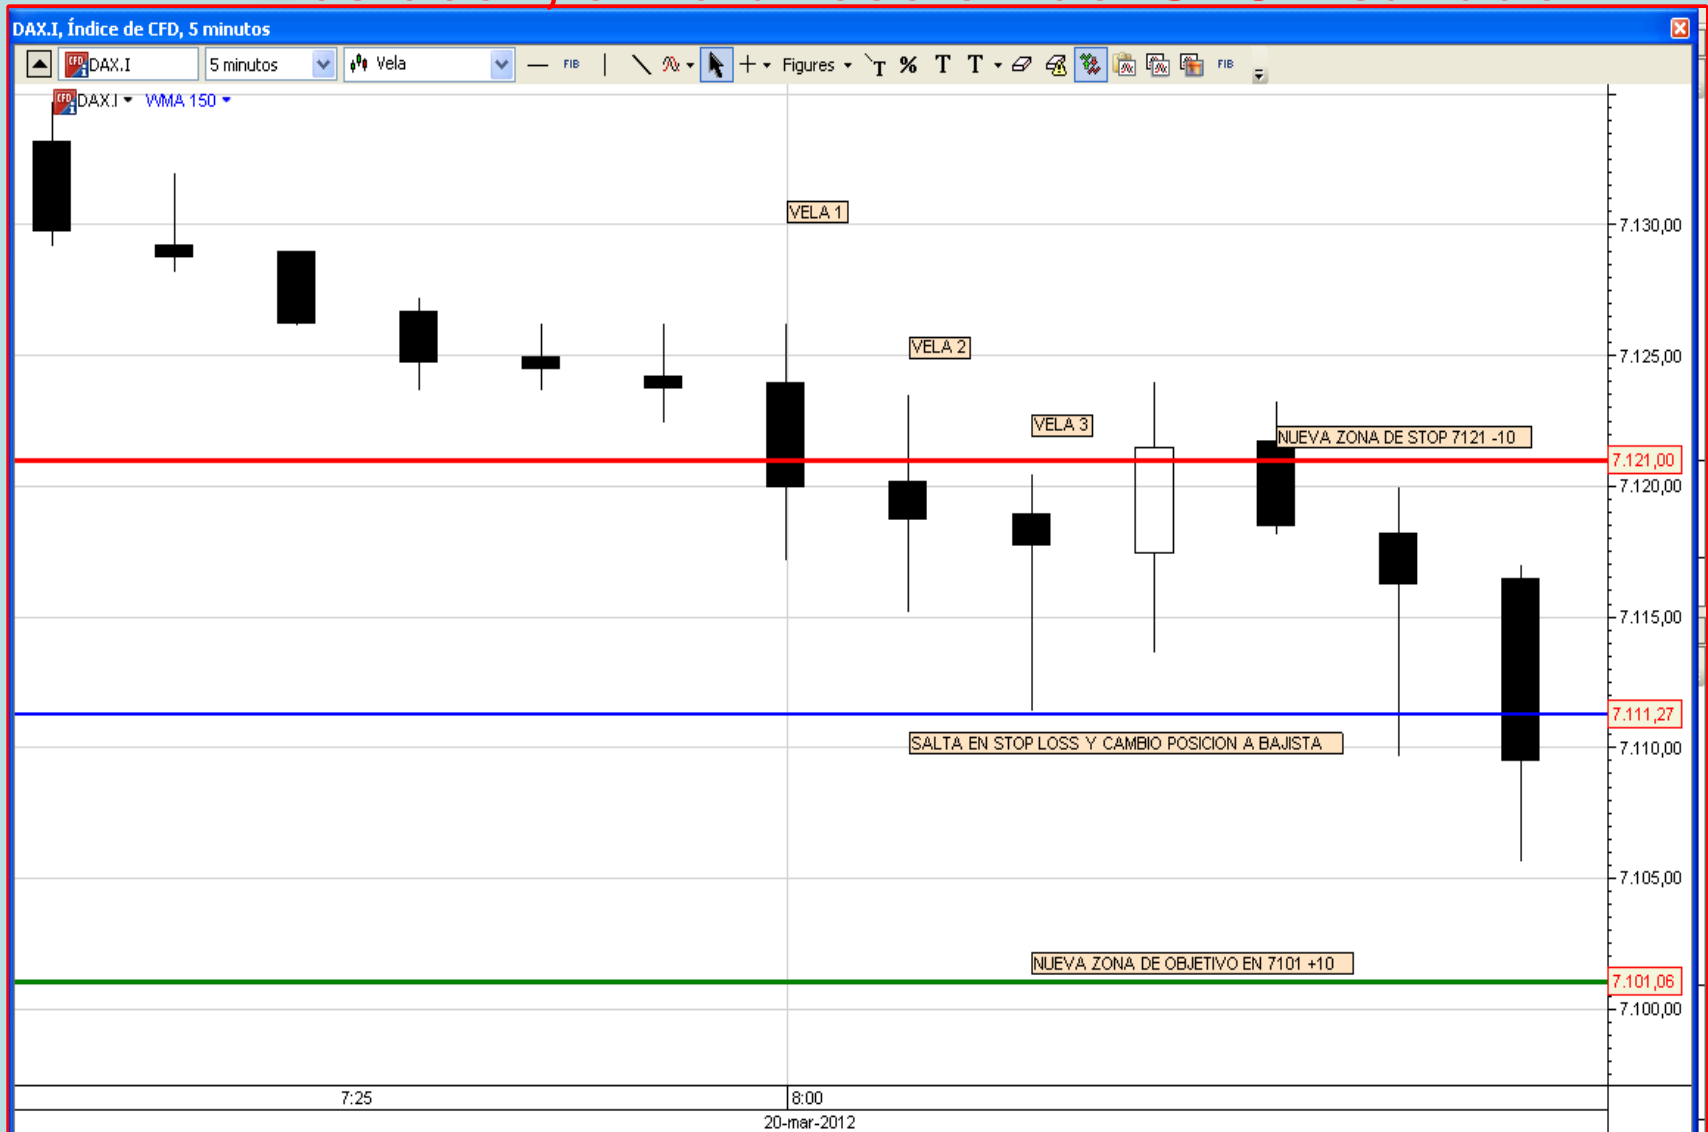 DAX.I, Índice de CFD, 5 minutos
CFD DAX.I 5 minutos Vela FIB Figures T % T T FIB
CFD DAX.I WMA 150
VELA 1
7.130,00
VELA 2
7.125,00
VELA 3
NUEVA ZONA DE STOP 7121 -10
7.121,00
7.120,00
7.115,00
7.111,27
SALTA EN STOP LOSS Y CAMBIO POSICION A BAJISTA
7.110,00
7.105,00
NUEVA ZONA DE OBJETIVO EN 7101 +10
7.101,06
7.100,00
7:25 8:00
20-mar-2012